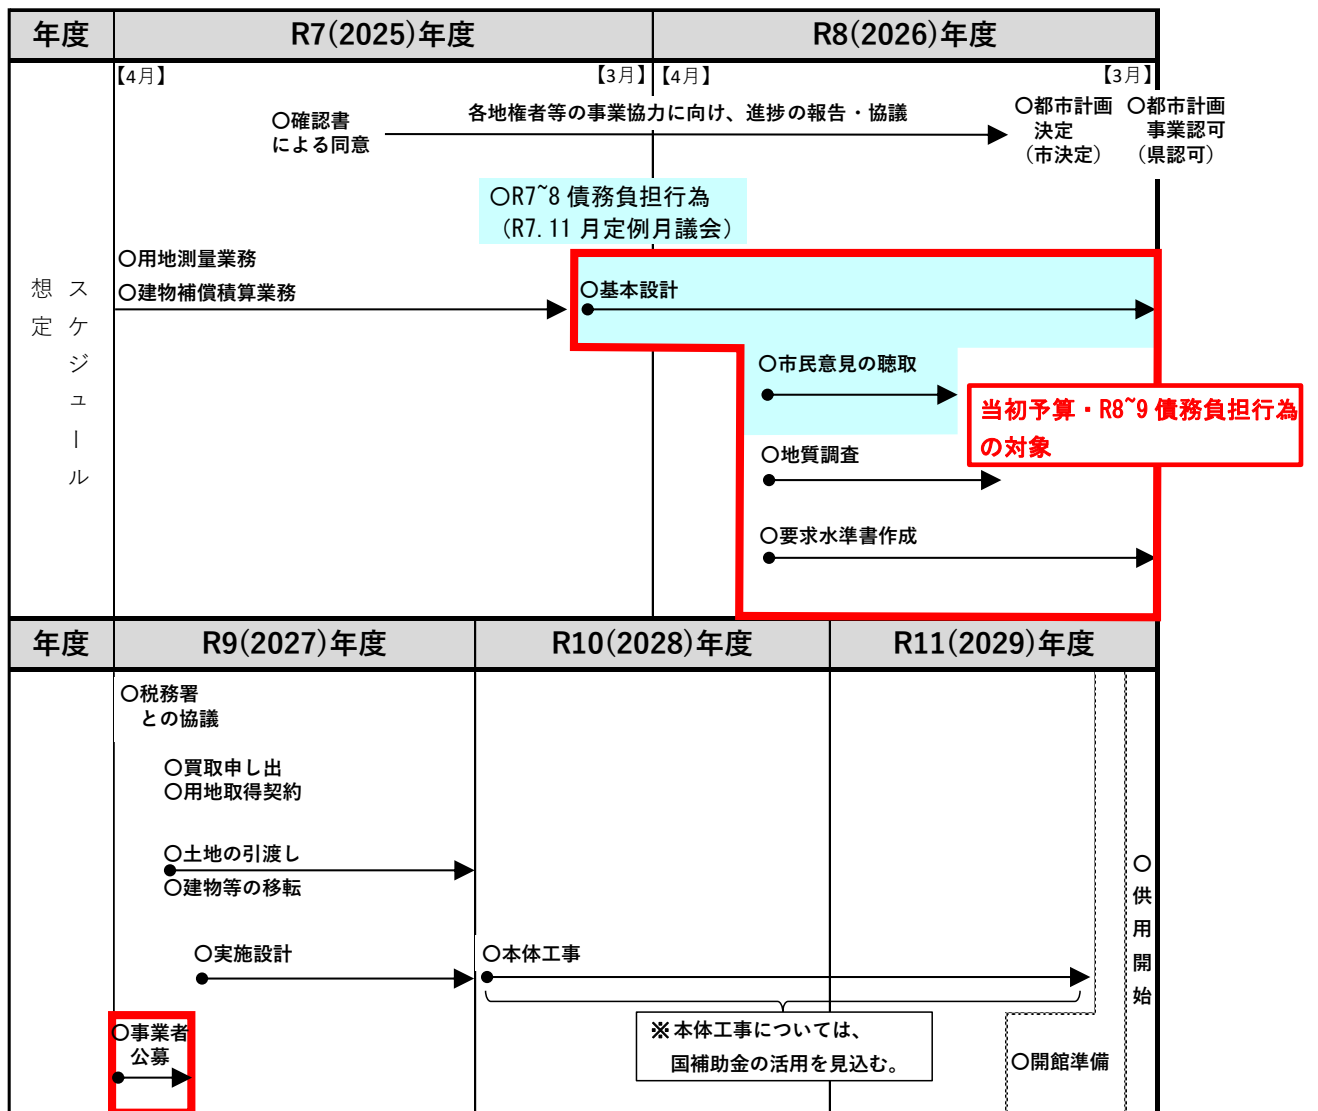 年度
R7(2025)年度
R8(2026)年度
【4月】
【3月】
【4月】
【3月】
〇確認書
による同意
各地権者等の事業協力に向け、進捗の報告・協議
〇都市計画
決定
（市決定）
〇都市計画
事業認可
（県認可）
〇R7~8 債務負担行為
（R7.11 月定例月議会）
想定
スケジュール
〇用地測量業務
〇建物補償積算業務
〇基本設計
〇市民意見の聴取
当初予算・R8~9 債務負担行為
の対象
〇地質調査
〇要求水準書作成
年度
R9(2027)年度
R10(2028)年度
R11(2029)年度
〇税務署
との協議
〇買取申し出
〇用地取得契約
〇土地の引渡し
〇建物等の移転
〇実施設計
〇本体工事
〇供用開始
※本体工事については、
国補助金の活用を見込む。
〇事業者
公募
〇開館準備